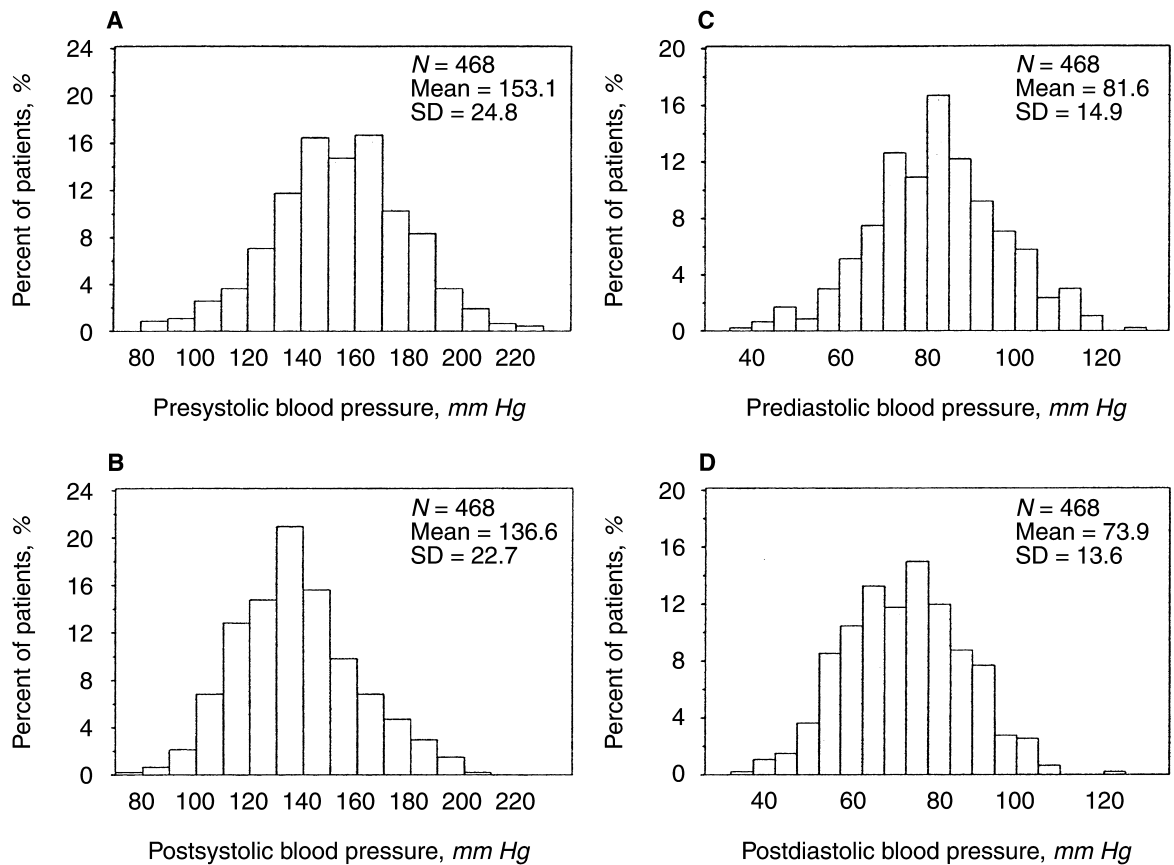 A
24
20
16
12
8
4
0
Percent of patients, %
N = 468
Mean = 153.1
SD = 24.8
80 100 120 140 160 180 200 220
Presystolic blood pressure, mm Hg
C
20
16
12
8
4
0
Percent of patients, %
N = 468
Mean = 81.6
SD = 14.9
40 60 80 100 120
Prediastolic blood pressure, mm Hg
B
24
20
16
12
8
4
0
Percent of patients, %
N = 468
Mean = 136.6
SD = 22.7
80 100 120 140 160 180 200 220
Postsystolic blood pressure, mm Hg
D
20
16
12
8
4
0
Percent of patients, %
N = 468
Mean = 73.9
SD = 13.6
40 60 80 100 120
Postdiastolic blood pressure, mm Hg